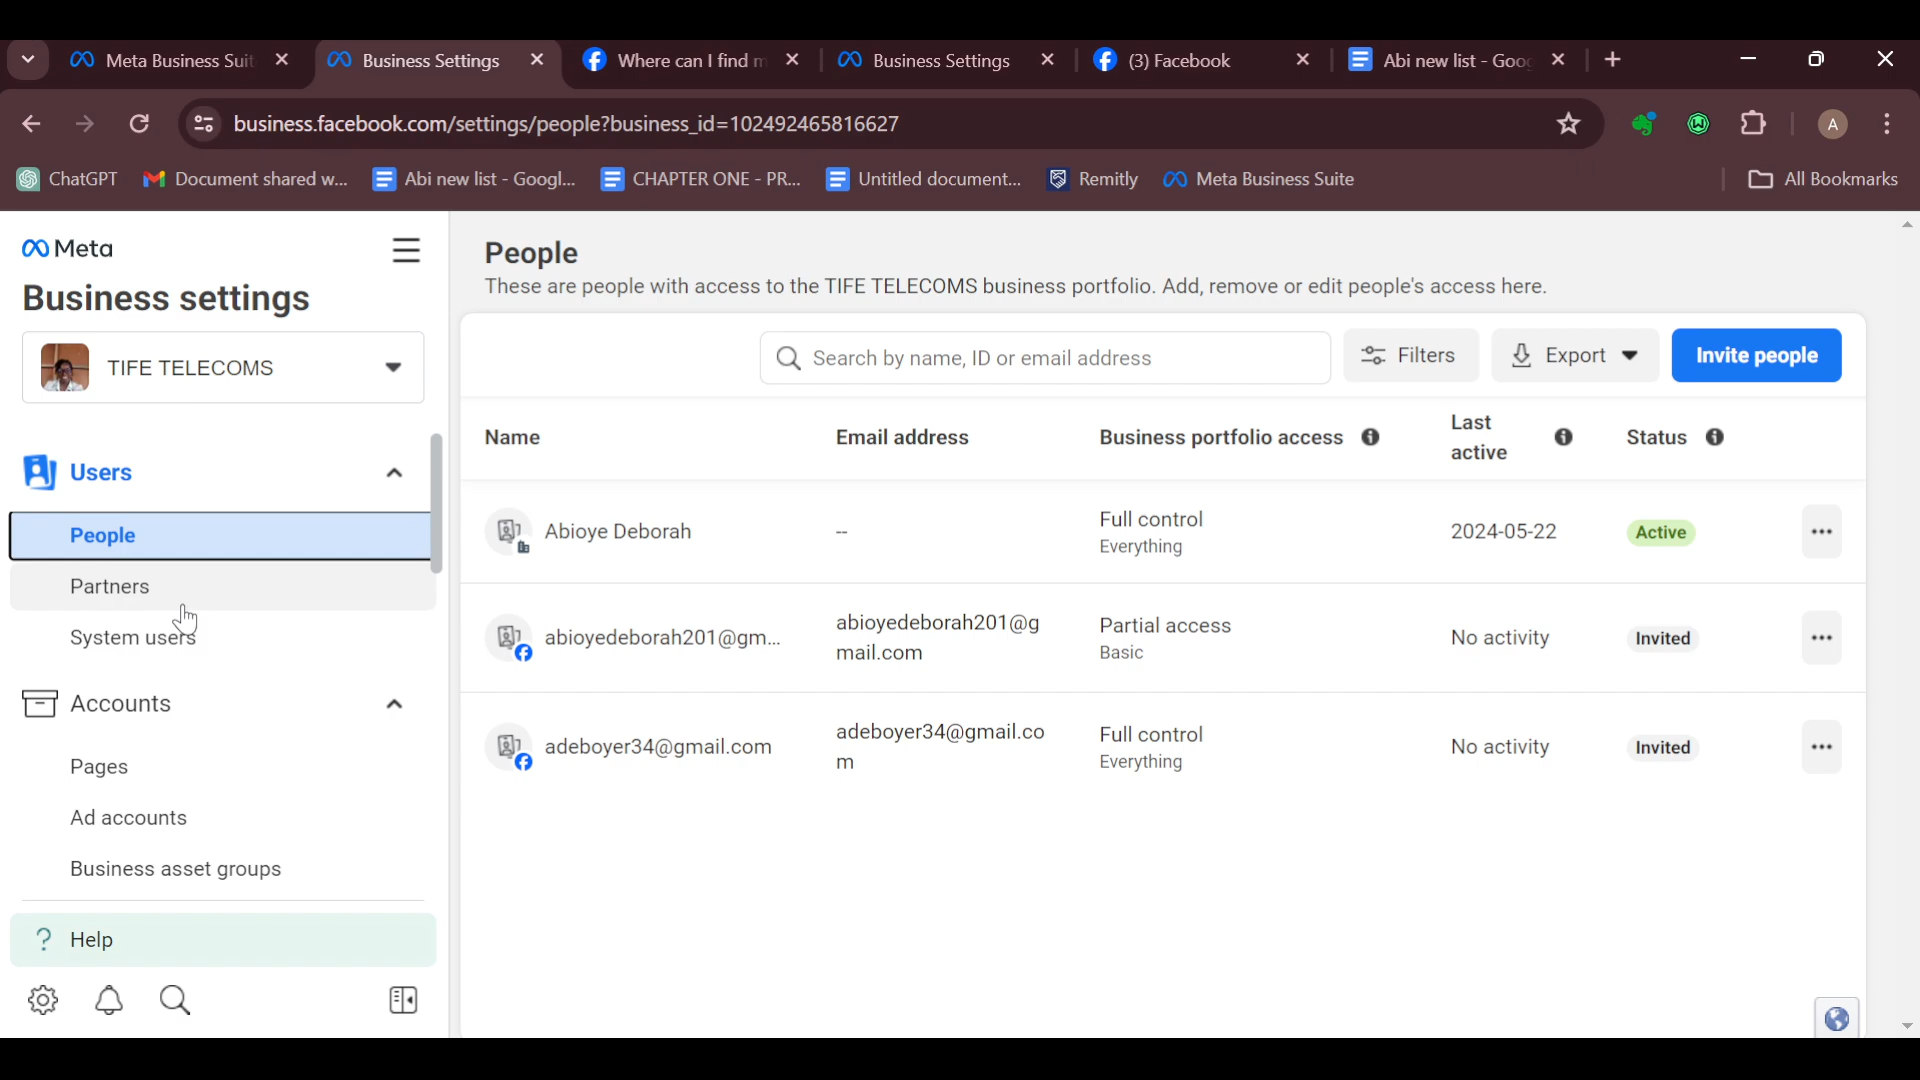 Meta Business Suit
Business Settings
Where can I find m
Business Settings
(3) Facebook
Abi new list - Goo
business.facebook.com/settings/people?business_id=102492465816627
A
ChatGPT
Document shared w...
Abi new list - Googl...
CHAPTER ONE - PR...
Untitled document...
Remitly
Meta Business Suite
All Bookmarks
Meta
Business settings
TIFE TELECOMS
Users
People
Partners
System users
Accounts
Pages
Ad accounts
Business asset groups
? Help
People
These are people with access to the TIFE TELECOMS business portfolio. Add, remove or edit people's access here.
Search by name, ID or email address
Filters
Export
Invite people
Name
Email address
Business portfolio access
Last
active
Status
Abioye Deborah
--
Full control
Everything
2024-05-22
Active
abioyedeborah201@gm...
abioyedeborah201@g
mail.com
Partial access
Basic
No activity
Invited
adeboyer34@gmail.com
adeboyer34@gmail.co
m
Full control
Everything
No activity
Invited